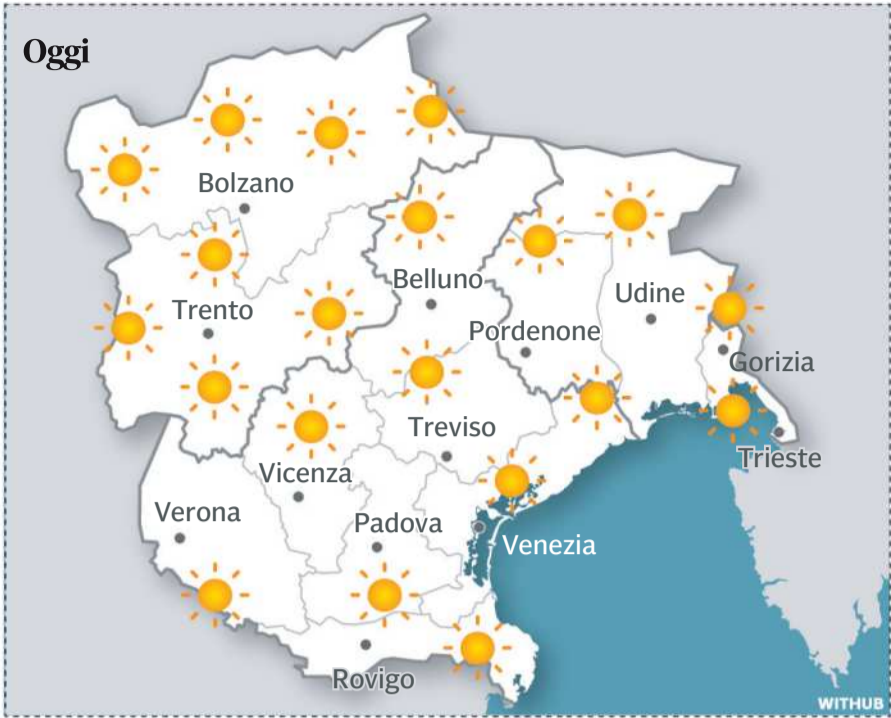 Oggi
Bolzano
Belluno
Trento
Udine
Pordenone
Gorizia
Treviso
Trieste
Vicenza
Verona
Padova
Venezia
Rovigo
WITHUB